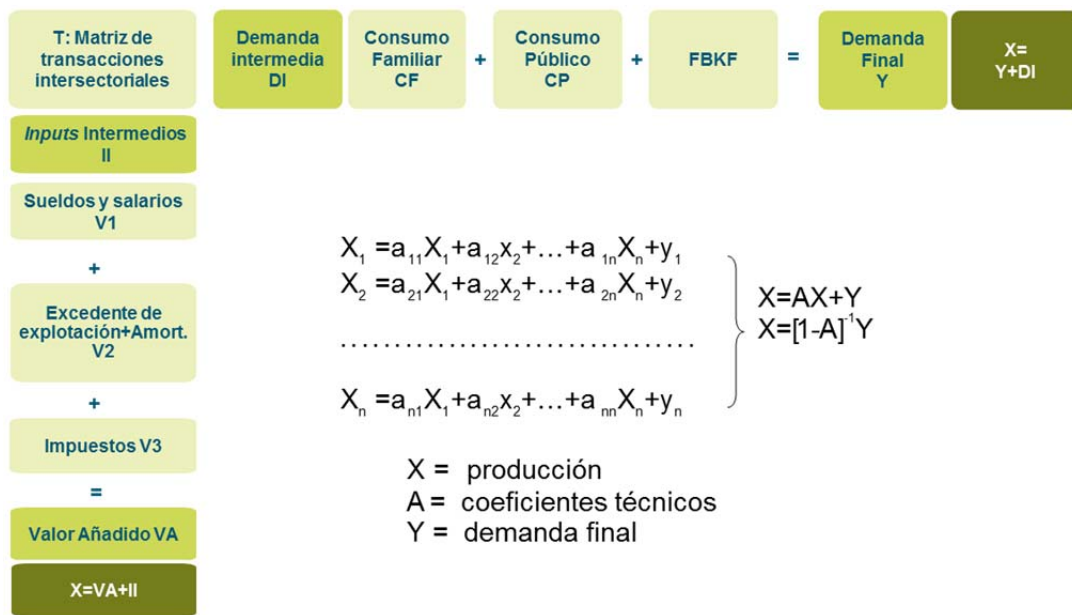 T: Matriz de
transacciones
intersectoriales
Demanda
intermedia
DI
Consumo
Familiar
CF
+
Consumo
Público
CP
+
FBKF
=
Demanda
Final
Y
X=
Y+DI
Inputs Intermedios
II
Sueldos y salarios
V1
+
Excedente de
explotación+Amort.
V2
+
Impuestos V3
=
Valor Añadido VA
X=VA+II
X₁ =a₁₁X₁+a₁₂x₂+…+a ₁ₙXₙ+y₁
X₂ =a₂₁X₁+a₂₂x₂+…+a ₂ₙXₙ+y₂
.................................
Xₙ =aₙ₁X₁+aₙ₂x₂+…+a ₙₙXₙ+yₙ
X=AX+Y
X=[1-A]⁻¹Y
X = producción
A = coeficientes técnicos
Y = demanda final